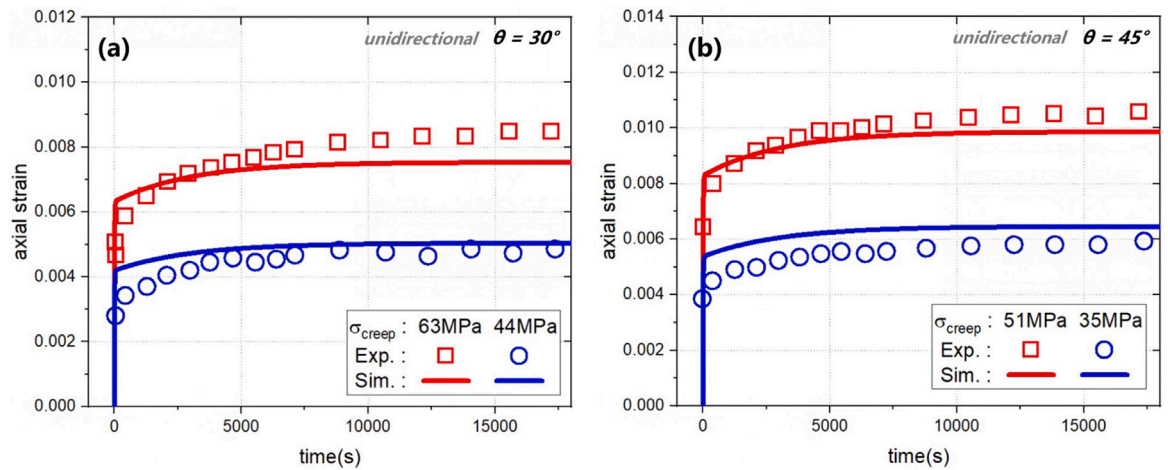 (a)
unidirectional θ = 30°
axial strain
0.012
0.010
0.008
0.006
0.004
0.002
0.000
σcreep : 63MPa 44MPa
Exp. :
Sim. :
0 5000 10000 15000
time(s)
(b)
unidirectional θ = 45°
axial strain
0.014
0.012
0.010
0.008
0.006
0.004
0.002
0.000
σcreep : 51MPa 35MPa
Exp. :
Sim. :
0 5000 10000 15000
time(s)